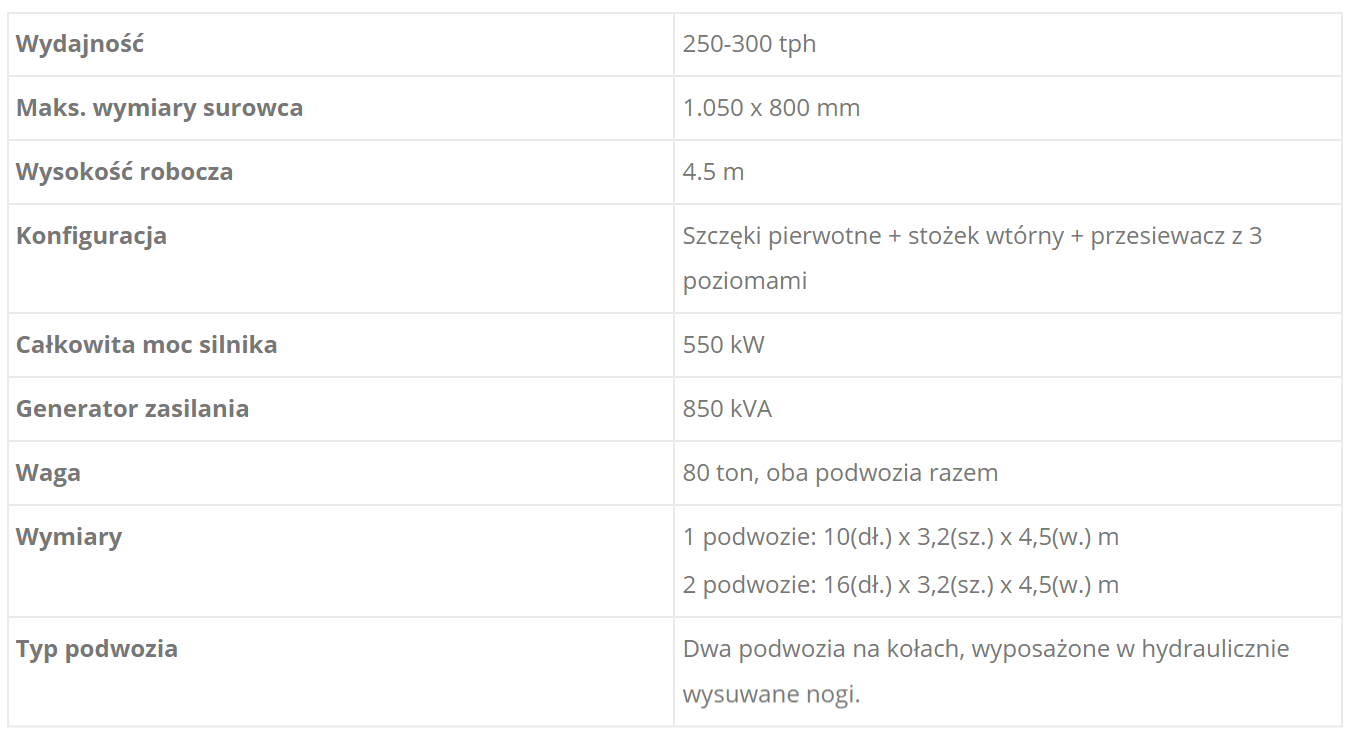 Wydajność
250-300 tph
Maks. wymiary surowca
1.050 x 800 mm
Wysokość robocza
4.5 m
Konfiguracja
Szczęki pierwotne + stożek wtórny + przesiewacz z 3
poziomami
Całkowita moc silnika
550 kW
Generator zasilania
850 kVA
Waga
80 ton, oba podwozia razem
Wymiary
1 podwozie: 10(dł.) x 3,2(sz.) x 4,5(w.) m
2 podwozie: 16(dł.) x 3,2(sz.) x 4,5(w.) m
Typ podwozia
Dwa podwozia na kołach, wyposażone w hydraulicznie
wysuwane nogi.